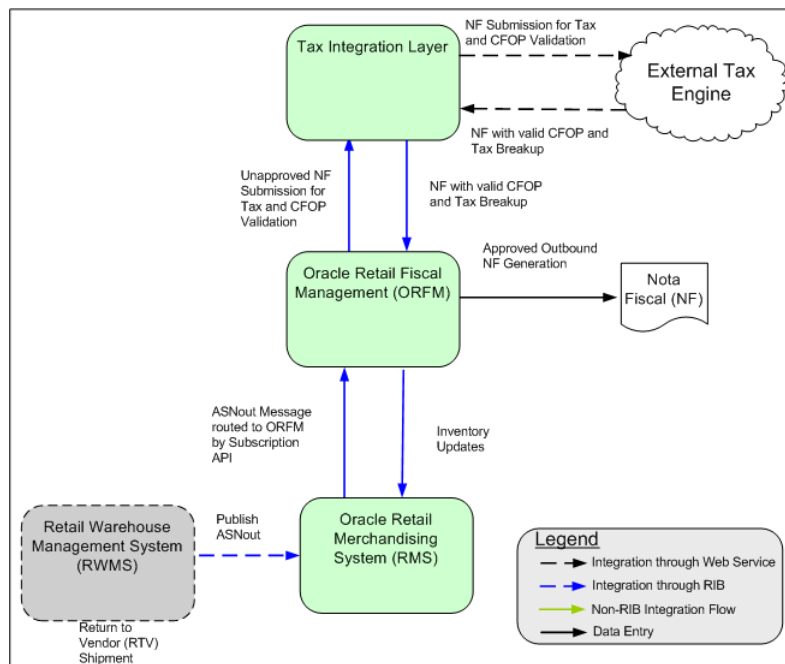 NF Submission for Tax
and CFOP Validation
Tax Integration Layer
External Tax
Engine
NF with valid CFOP and
Tax Breakup
Unapproved NF
Submission for
Tax and CFOP
Validation
NF with valid CFOP
and Tax Breakup
Approved Outbound
NF Generation
Oracle Retail Fiscal
Management (ORFM)
Nota
Fiscal (NF)
ASNout Message
routed to ORFM
by Subscription
API
Inventory
Updates
Retail Warehouse
Management System
(RWMS)
Publish
ASNout
Oracle Retail
Merchandising
System (RMS)
Return to
Vendor (RTV)
Shipment
Legend
Integration through Web Service
Integration through RIB
Non-RIB Integration Flow
Data Entry